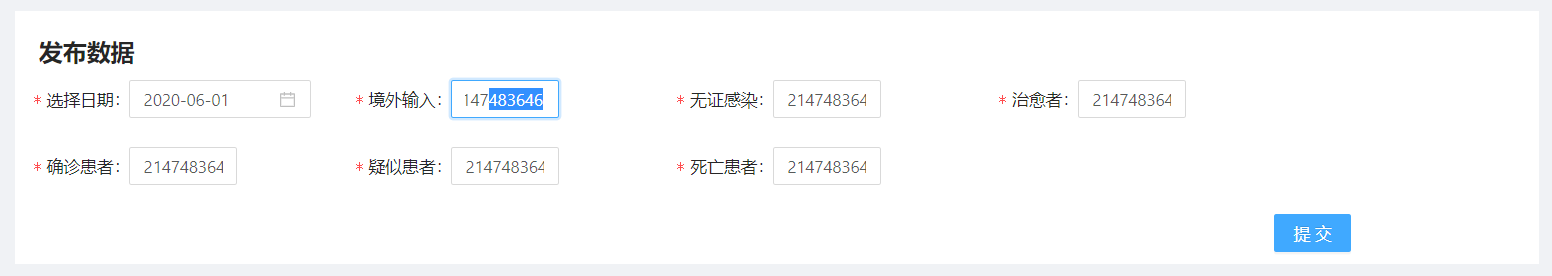 发布数据
* 选择日期: 2020-06-01 * 境外输入: 147483646 * 无证感染: 214748364 * 治愈者: 214748364
* 确诊患者: 214748364 * 疑似患者: 214748364 * 死亡患者: 214748364
提 交